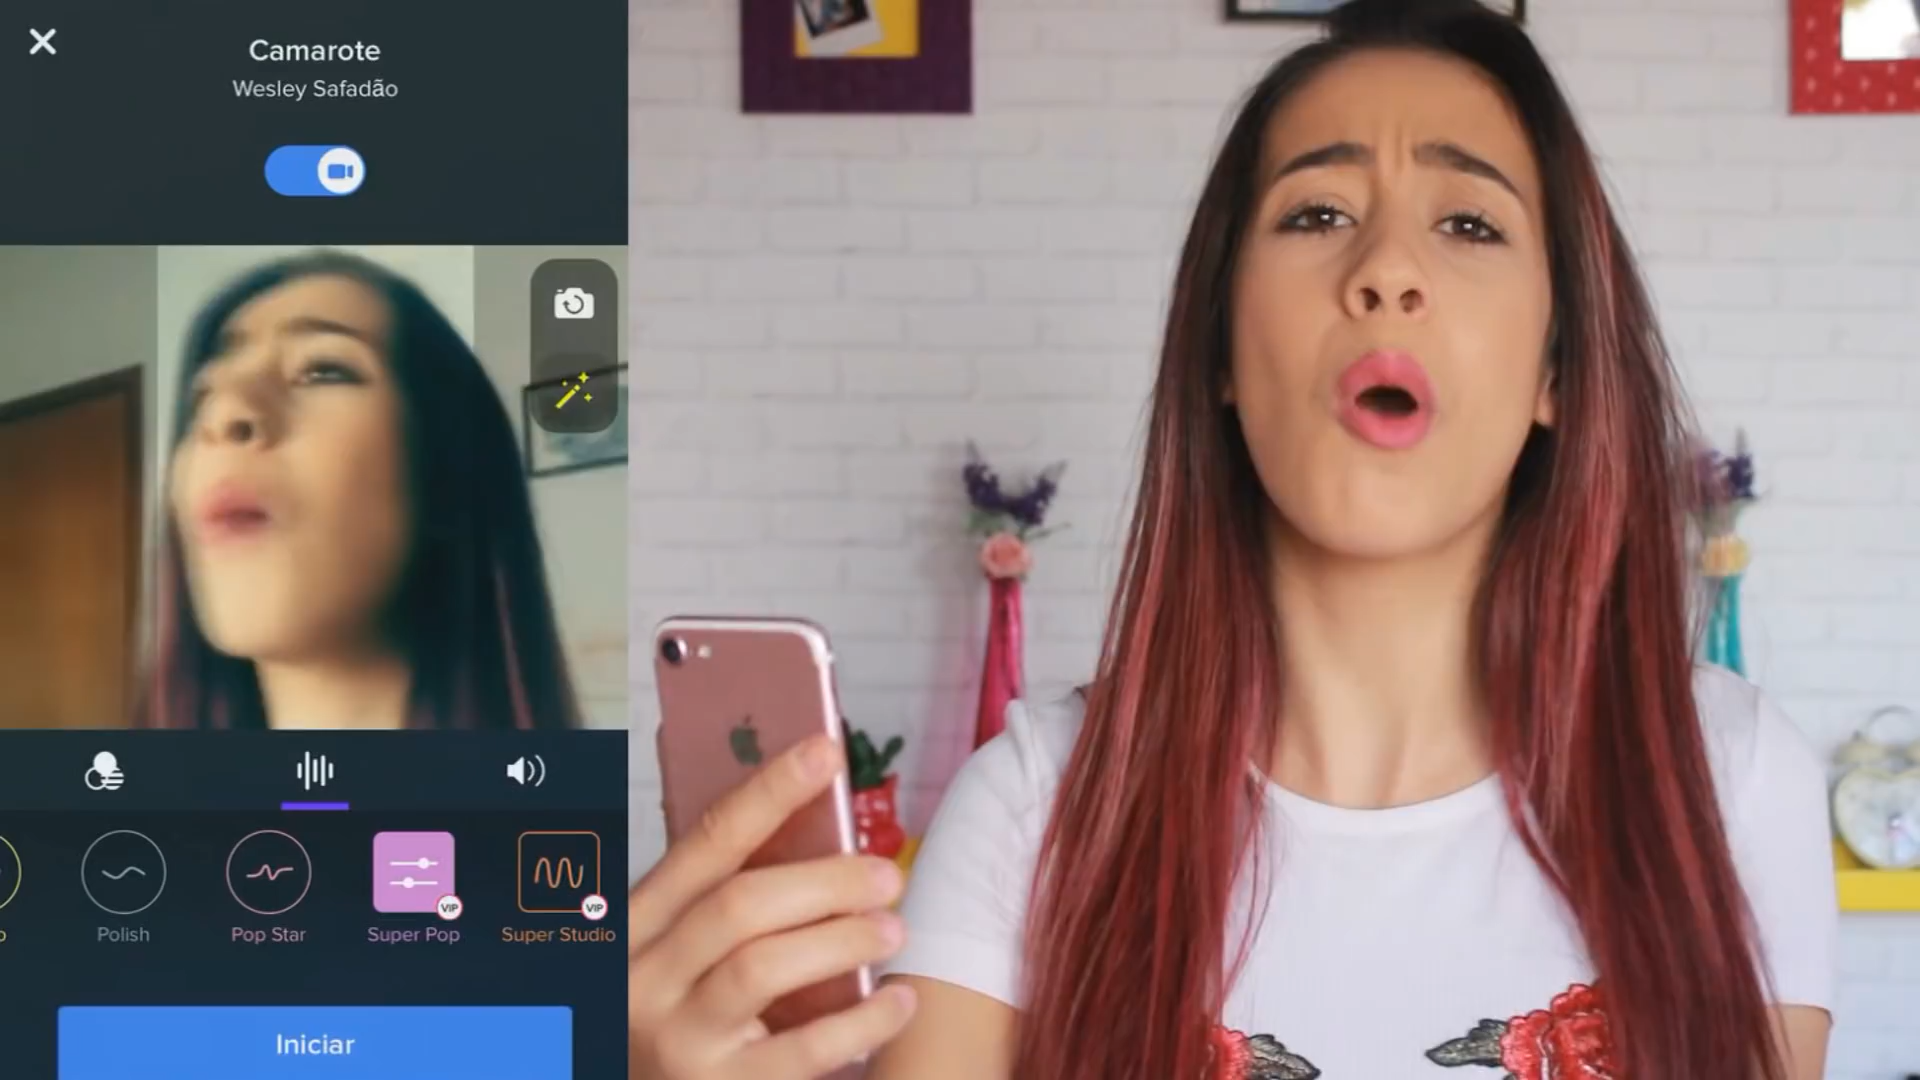 Camarote
Wesley Safadão
Polish
Pop Star
Super Pop
Super Studio
VIP
VIP
Iniciar